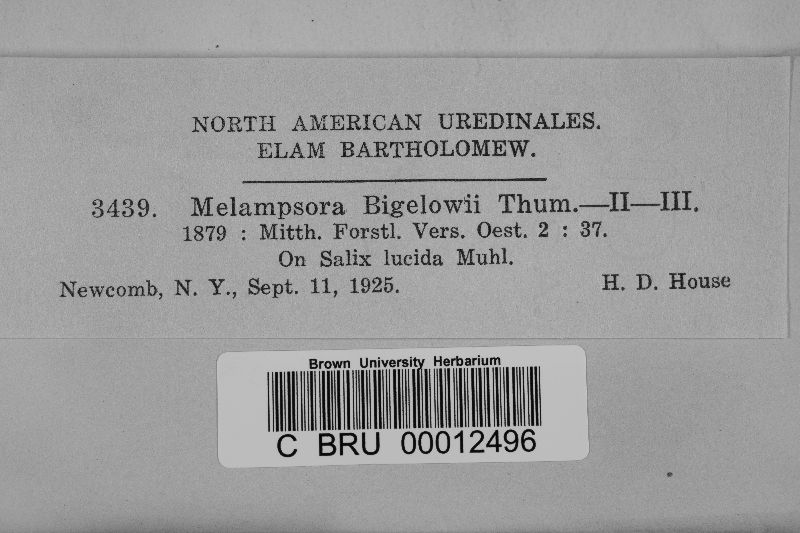 NORTH AMERICAN UREDINALES.
ELAM BARTHOLOMEW.
3439. Melampsora Bigelowii Thum.—II—III.
1879 : Mitth. Forstl. Vers. Oest. 2 : 37.
On Salix lucida Muhl.
Newcomb, N. Y., Sept. 11, 1925. H. D. House
Brown University Herbarium
C BRU 00012496